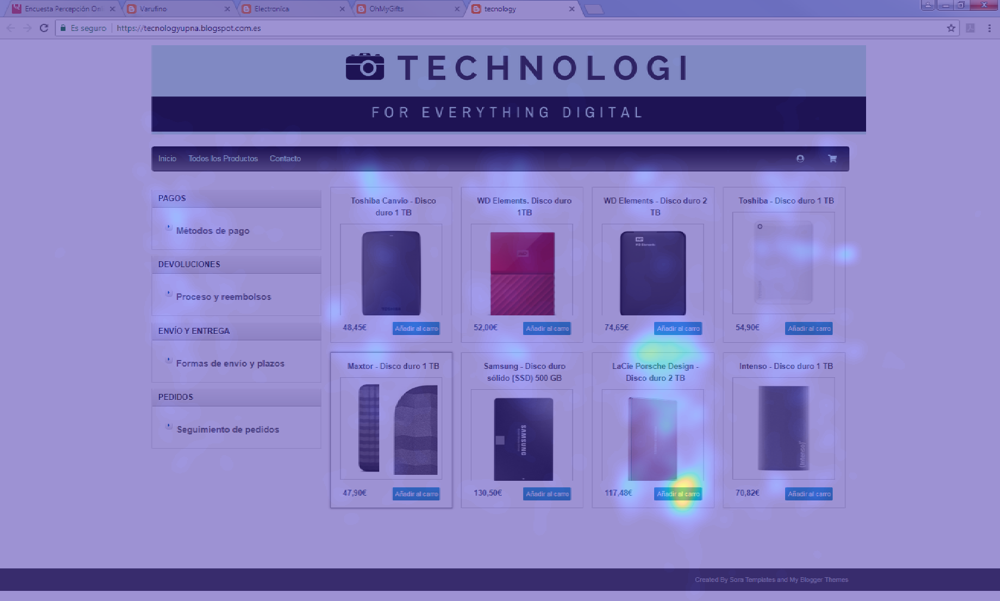 Encuesta Percepción Onl
Varufino
Electronica
OhMyGifts
tecnology
Es seguro
https://tecnologyupna.blogspot.com.es
TECHNOLOGI
FOR EVERYTHING DIGITAL
Inicio
Todos los Productos
Contacto
PAGOS
Métodos de pago
DEVOLUCIONES
Proceso y reembolsos
ENVÍO Y ENTREGA
Formas de envío y plazos
PEDIDOS
Seguimiento de pedidos
Toshiba Canvio - Disco
duro 1 TB
TOSHIBA
48,45€
Añadir al carro
WD Elements. Disco duro
1TB
52,00€
Añadir al carro
WD Elements - Disco duro 2
TB
WD Elements
74,65€
Añadir al carro
Toshiba - Disco duro 1 TB
54,90€
Añadir al carro
Maxtor - Disco duro 1 TB
47,90€
Añadir al carro
Samsung - Disco duro
sólido (SSD) 500 GB
SAMSUNG
130,50€
Añadir al carro
LaCie Porsche Design -
Disco duro 2 TB
117,48€
Añadir al carro
Intenso - Disco duro 1 TB
(intenso)
70,82€
Añadir al carro
Created By Sora Templates and My Blogger Themes